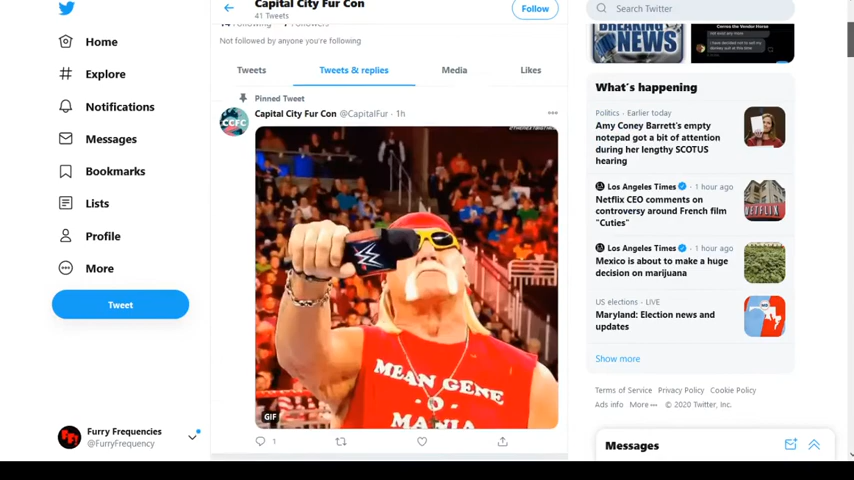 Capital City Fur Con
41 Tweets
Follow
Search Twitter
Not followed by anyone you're following
Home
Explore
Notifications
Messages
Bookmarks
Lists
Profile
More
Tweet
Furry Frequencies
@FurryFrequency
Tweets
Tweets & replies
Media
Likes
Pinned Tweet
CCFC
Capital City Fur Con @CapitalFur · 1h
MEAN GENE
-O-
MANIA
GIF
1
BREAKING
NEWS
What's happening
Politics · Earlier today
Amy Coney Barrett's empty
notepad got a bit of attention
during her lengthy SCOTUS
hearing
Los Angeles Times · 1 hour ago
Netflix CEO comments on
controversy around French film
"Cuties"
NETFLIX
Los Angeles Times · 1 hour ago
Mexico is about to make a huge
decision on marijuana
US elections · LIVE
Maryland: Election news and
updates
Show more
Terms of Service Privacy Policy Cookie Policy
Ads info More © 2020 Twitter, Inc.
Messages